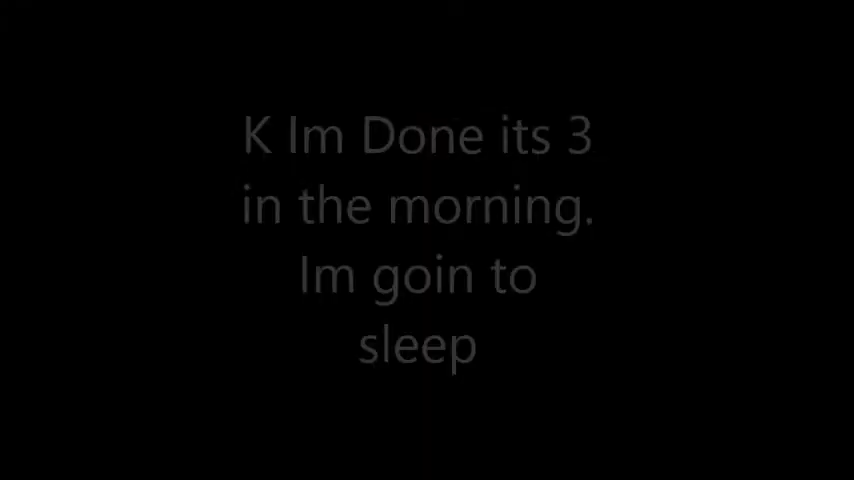 K Im Done its 3
in the morning.
Im goin to
sleep